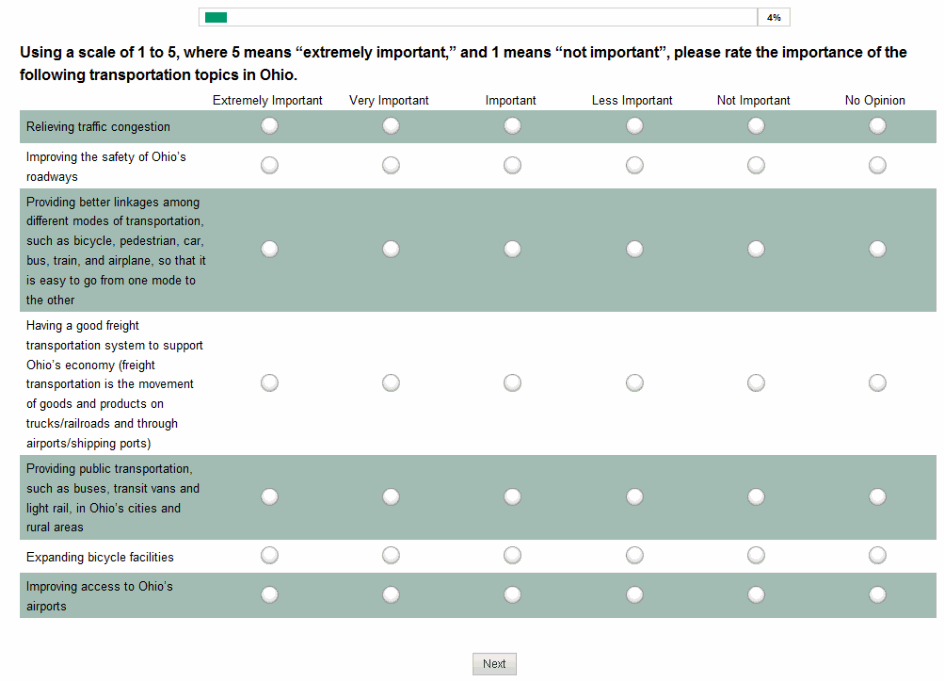 4%
Using a scale of 1 to 5, where 5 means “extremely important,” and 1 means “not important”, please rate the importance of the
following transportation topics in Ohio.
Extremely Important Very Important Important Less Important Not Important No Opinion
Relieving traffic congestion
Improving the safety of Ohio’s
roadways
Providing better linkages among
different modes of transportation,
such as bicycle, pedestrian, car,
bus, train, and airplane, so that it
is easy to go from one mode to
the other
Having a good freight
transportation system to support
Ohio’s economy (freight
transportation is the movement
of goods and products on
trucks/railroads and through
airports/shipping ports)
Providing public transportation,
such as buses, transit vans and
light rail, in Ohio’s cities and
rural areas
Expanding bicycle facilities
Improving access to Ohio’s
airports
Next